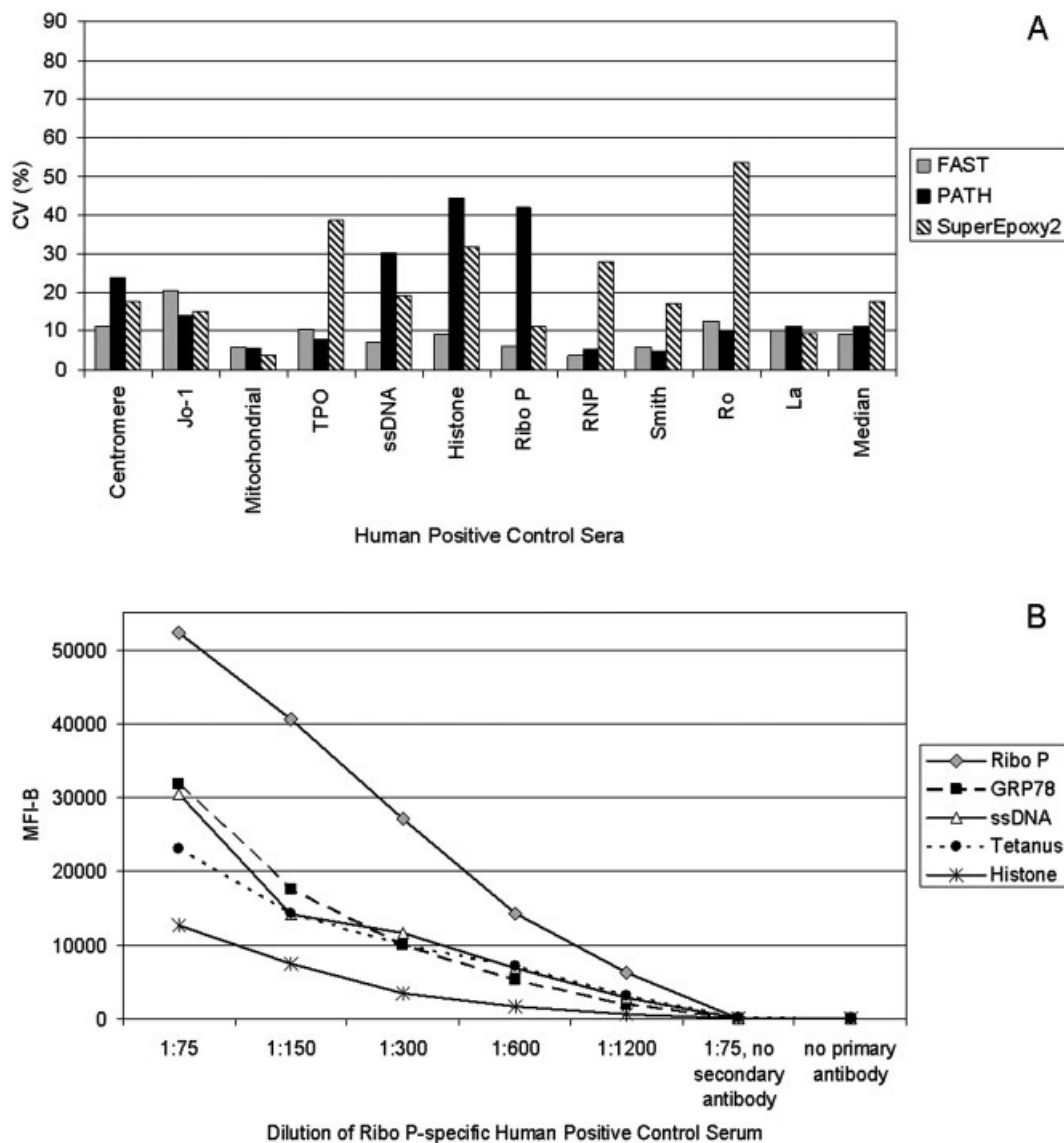 A
CV (%)
90
80
70
60
50
40
30
20
10
0
Centromere
Jo-1
Mitochondrial
TPO
ssDNA
Histone
Ribo P
RNP
Smith
Ro
La
Median
Human Positive Control Sera
FAST
PATH
SuperEpoxy2
B
MFI-B
50000
40000
30000
20000
10000
0
1:75
1:150
1:300
1:600
1:1200
1:75, no
secondary
antibody
no primary
antibody
Dilution of Ribo P-specific Human Positive Control Serum
Ribo P
GRP78
ssDNA
Tetanus
Histone